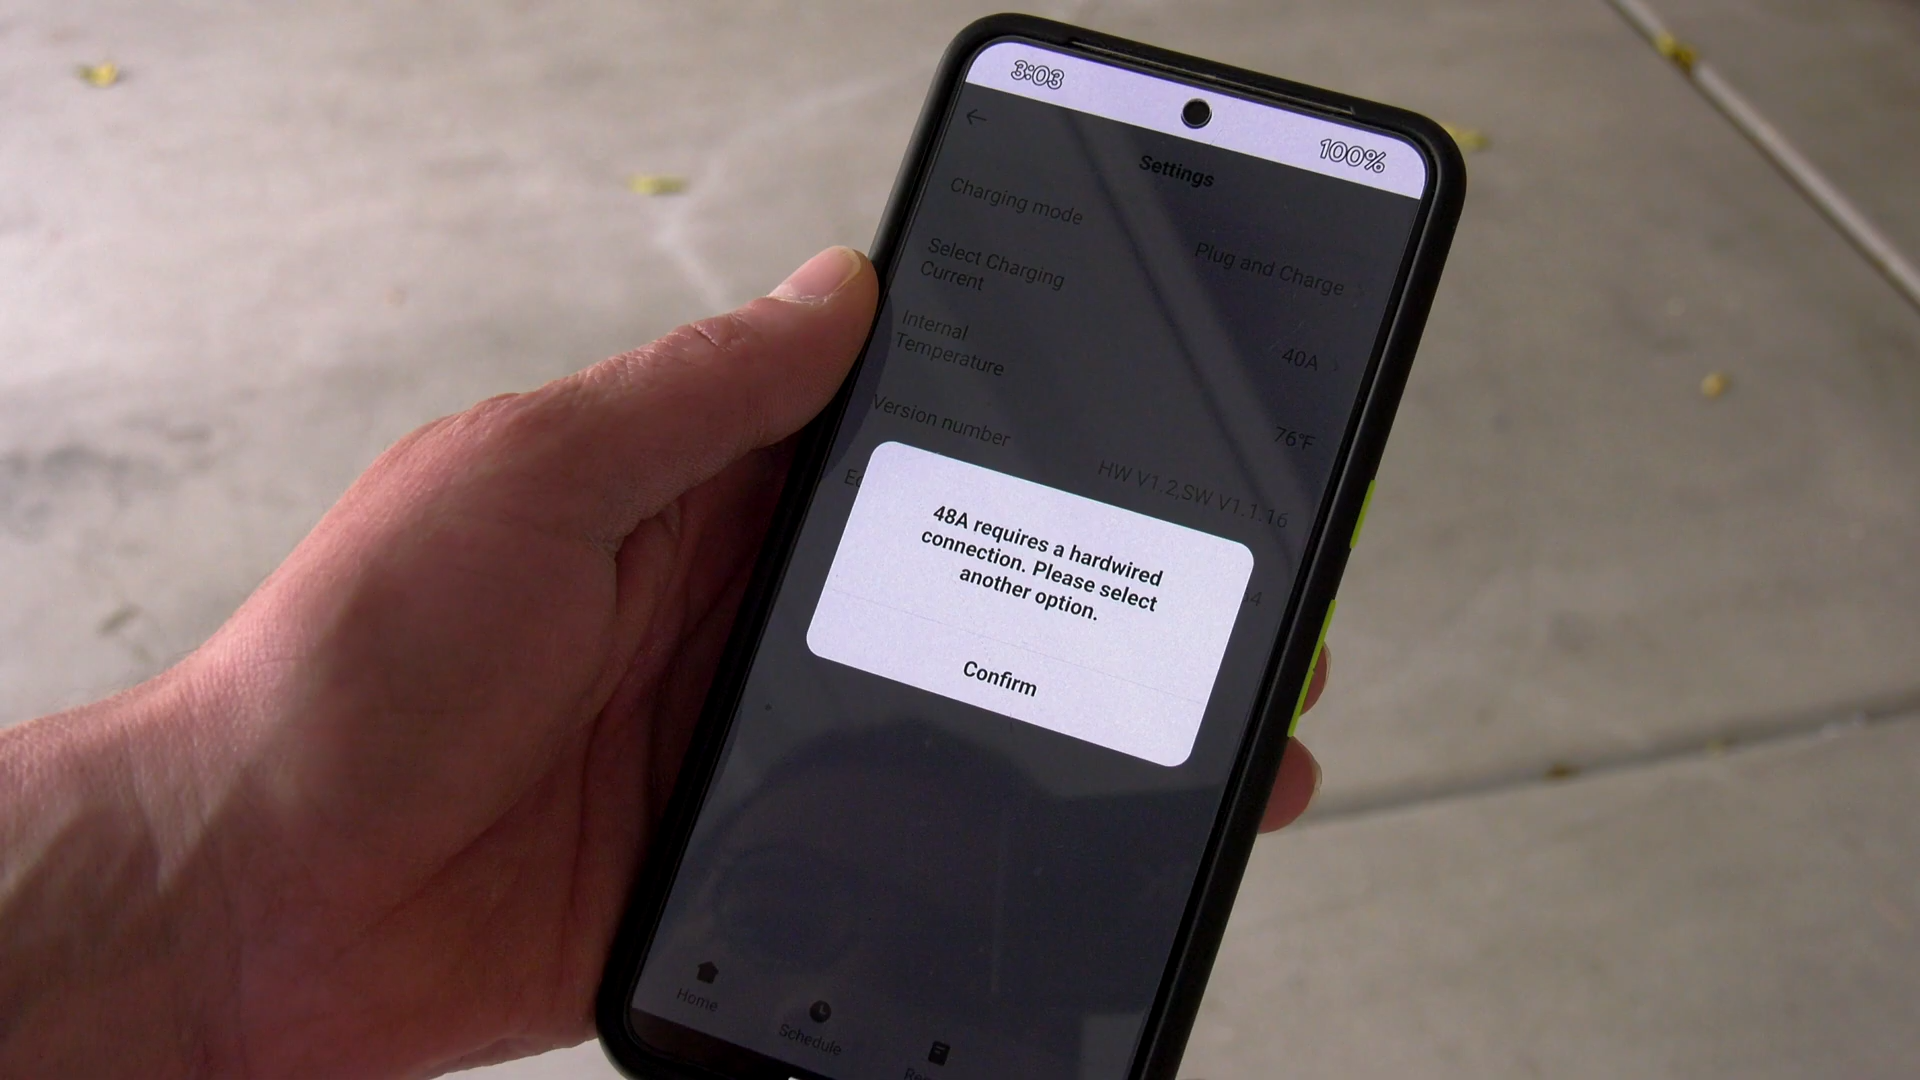 3:03
100%
Settings
Charging mode
Plug and Charge
Select Charging
Current
40A
Internal
Temperature
76°F
Version number
HW V1.2,SW V1.1.16
48A requires a hardwired
connection. Please select
another option.
Confirm
Home
Schedule